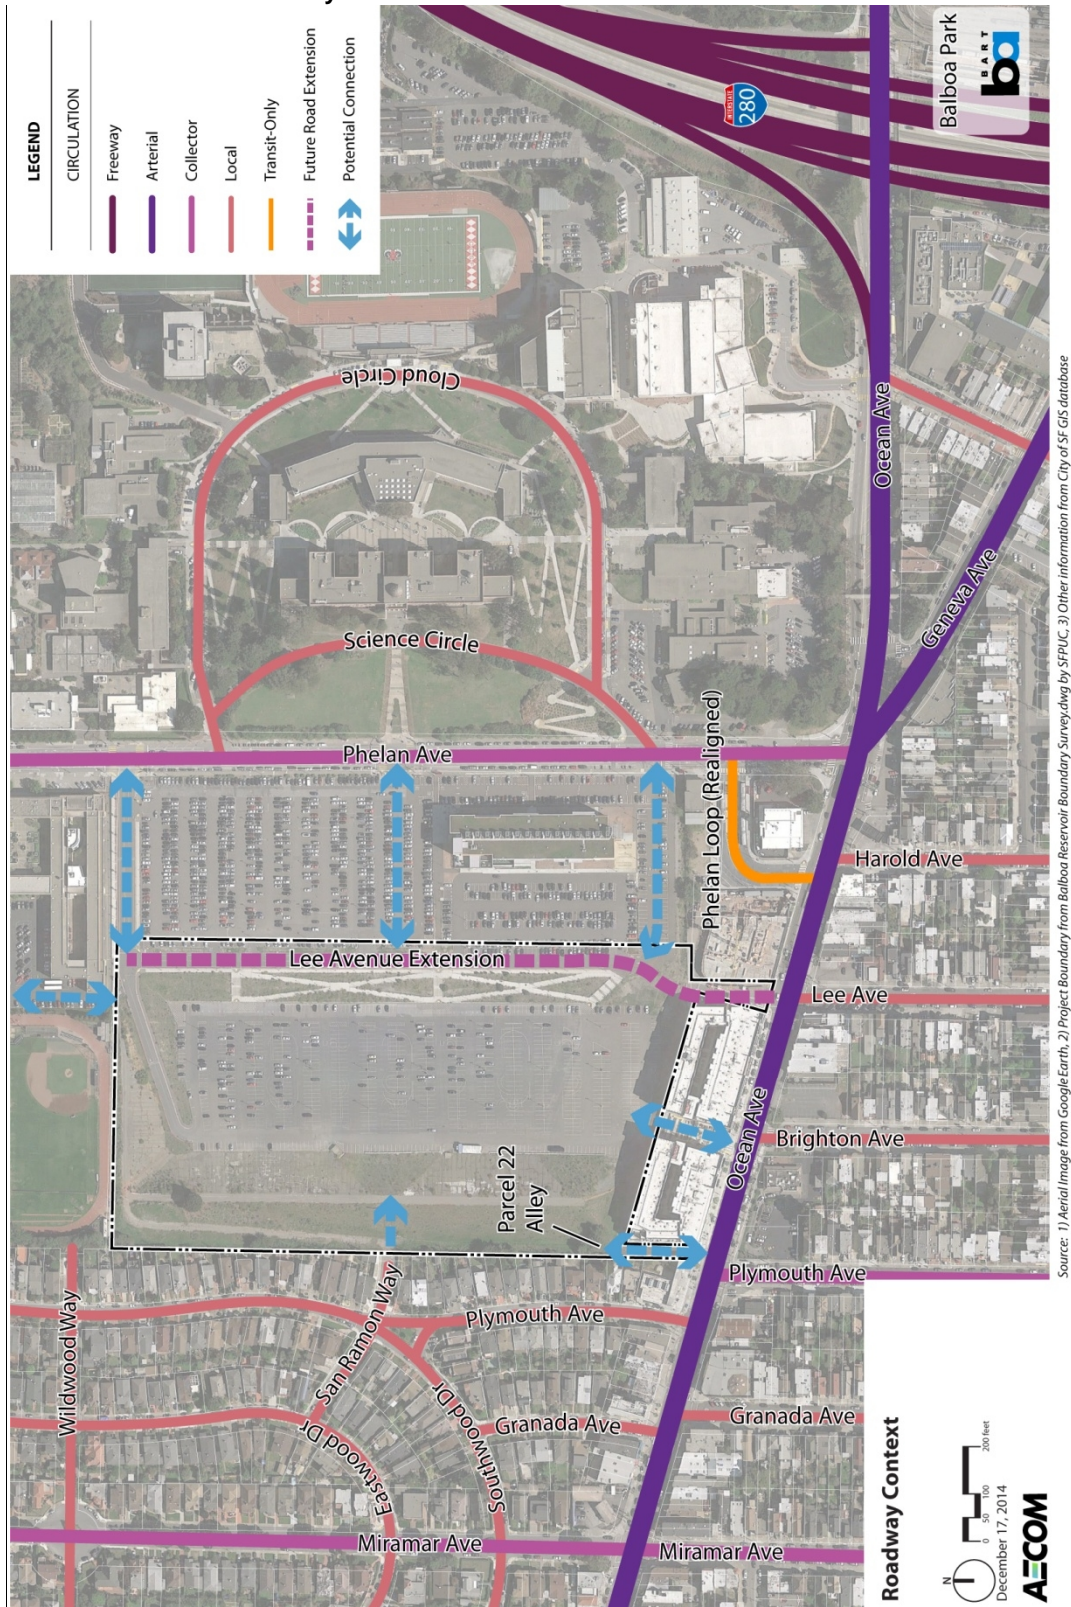 LEGEND
CIRCULATION
Freeway
Arterial
Collector
Local
Transit-Only
Future Road Extension
Potential Connection
Balboa Park
BART
ba
INTERSTATE
280
Cloud Circle
Science Circle
Ocean Ave
Geneva Ave
Phelan Ave
Phelan Loop (Realigned)
Harold Ave
Lee Avenue Extension
Lee Ave
Brighton Ave
Ocean Ave
Parcel 22
Alley
Plymouth Ave
Plymouth Ave
Wildwood Way
San Ramon Way
Eastwood Dr
Southwood Dr
Granada Ave
Granada Ave
Miramar Ave
Miramar Ave
Roadway Context
N
0 50 100 200 feet
December 17, 2014
AECOM
Source: 1) Aerial Image from Google Earth, 2) Project Boundary from Balboa Reservoir Boundary Survey.dwg by SFPUC, 3) Other information from City of SF GIS database